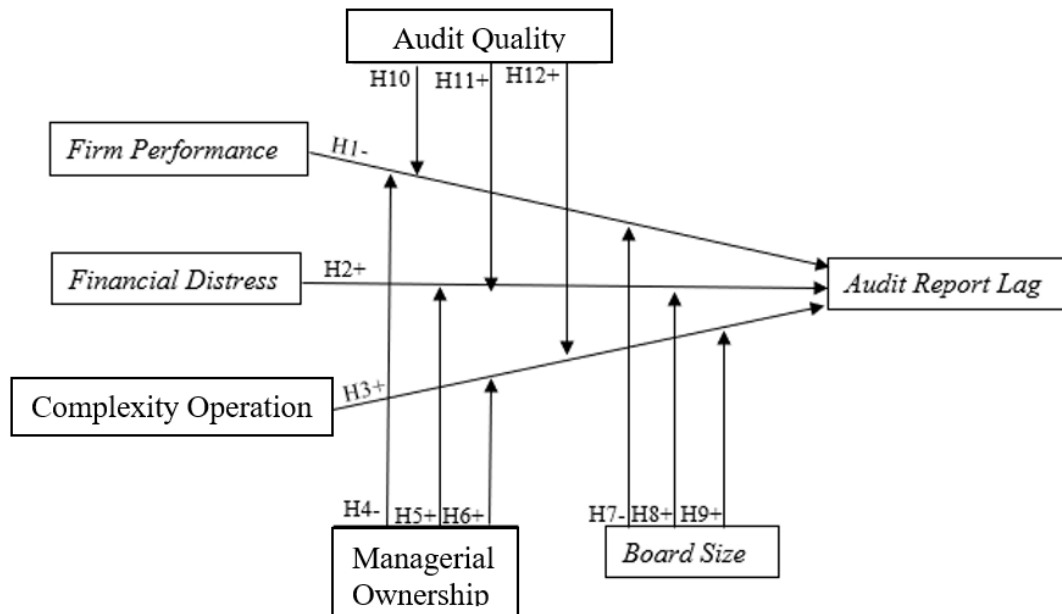 Audit Quality
H10
H11+
H12+
Firm Performance
H1-
Financial Distress
H2+
Audit Report Lag
Complexity Operation
H3+
H4-
H5+
H6+
H7-
H8+
H9+
Managerial
Ownership
Board Size